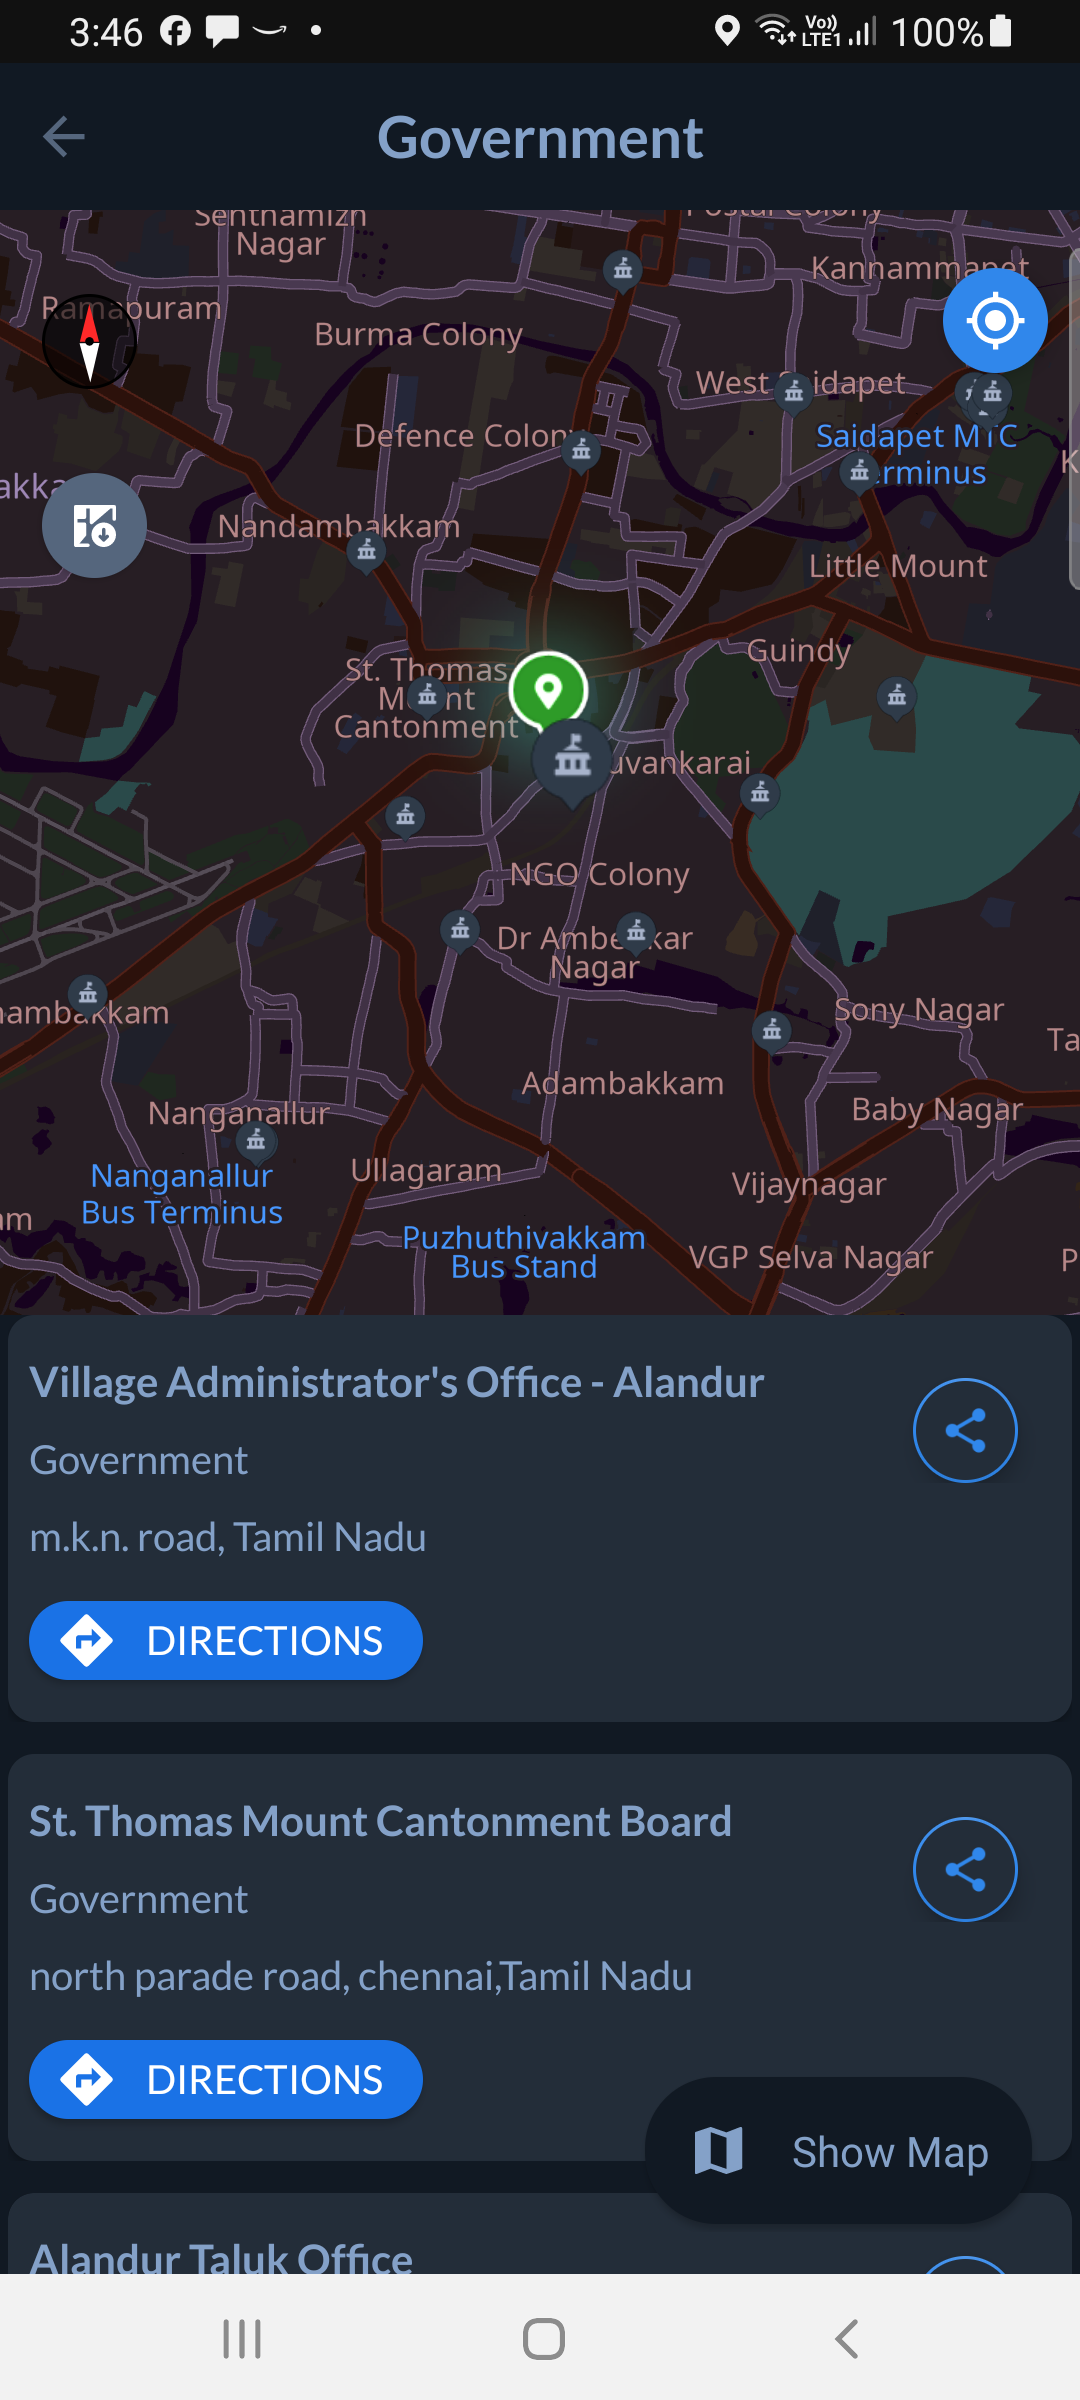 3:46
Vo))
LTE1
100%
Government
Senthamizh
Nagar
Postal Colony
Kannammapet
Ramapuram
Burma Colony
West Saidapet
Defence Colony
Saidapet MTC
Terminus
Nandambakkam
Little Mount
Guindy
St. Thomas
Mount
Cantonment
uvankarai
NGO Colony
Dr Ambedkar
Nagar
nambakkam
Sony Nagar
Ta
Adambakkam
Baby Nagar
Nanganallur
Nanganallur
Bus Terminus
Ullagaram
Vijaynagar
am
Puzhuthivakkam
Bus Stand
VGP Selva Nagar
P
Village Administrator's Office - Alandur
Government
m.k.n. road, Tamil Nadu
DIRECTIONS
St. Thomas Mount Cantonment Board
Government
north parade road, chennai,Tamil Nadu
DIRECTIONS
Show Map
Alandur Taluk Office